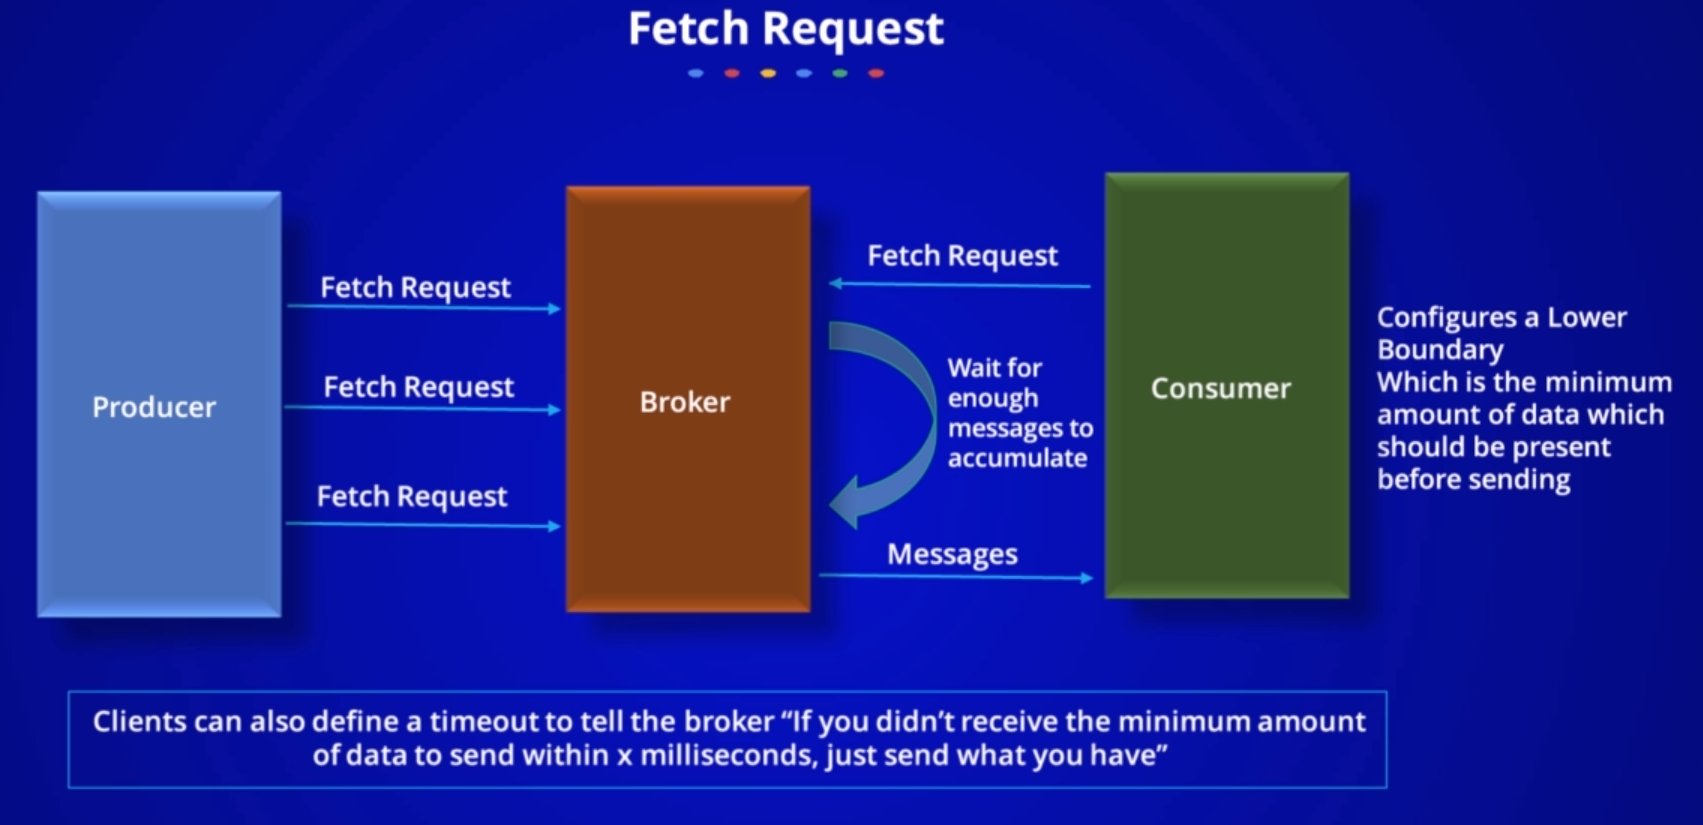 Fetch Request
Producer
Fetch Request
Fetch Request
Fetch Request
Broker
Fetch Request
Wait for
enough
messages to
accumulate
Messages
Consumer
Configures a Lower
Boundary
Which is the minimum
amount of data which
should be present
before sending
Clients can also define a timeout to tell the broker “If you didn’t receive the minimum amount
of data to send within x milliseconds, just send what you have”